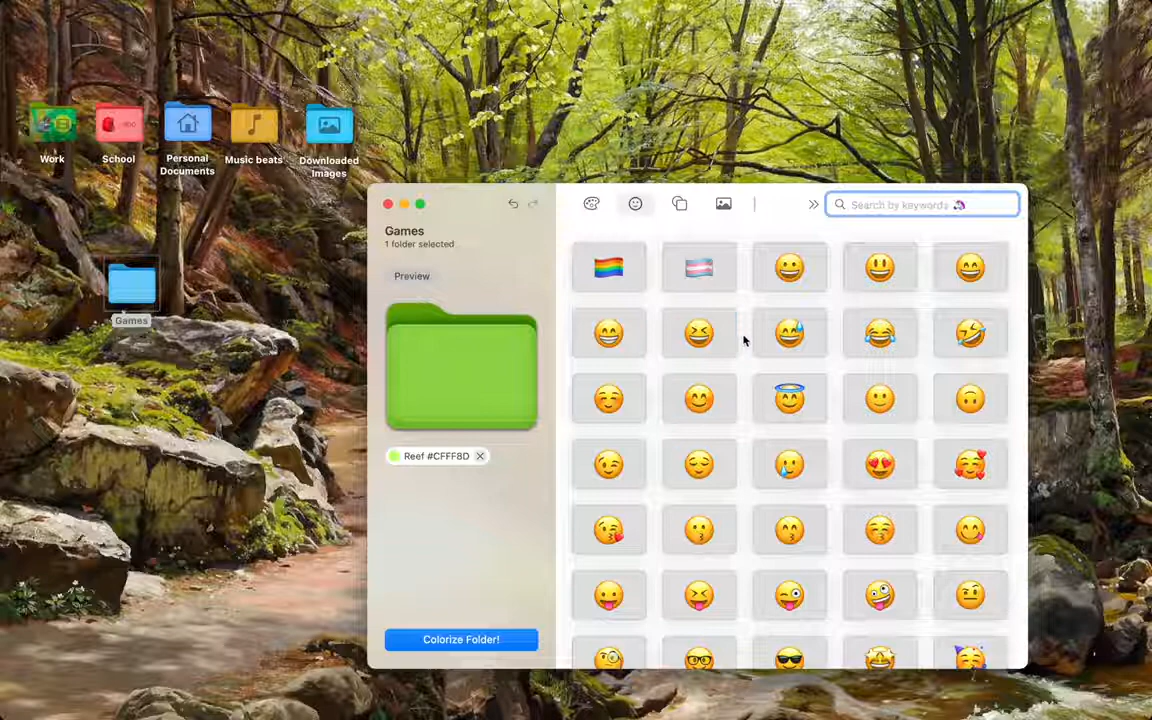 Work
School
Personal
Documents
Music beats
Downloaded
Images
Games
Games
1 folder selected
Preview
Reef #CFFF8D
Colorize Folder!
Search by keywords